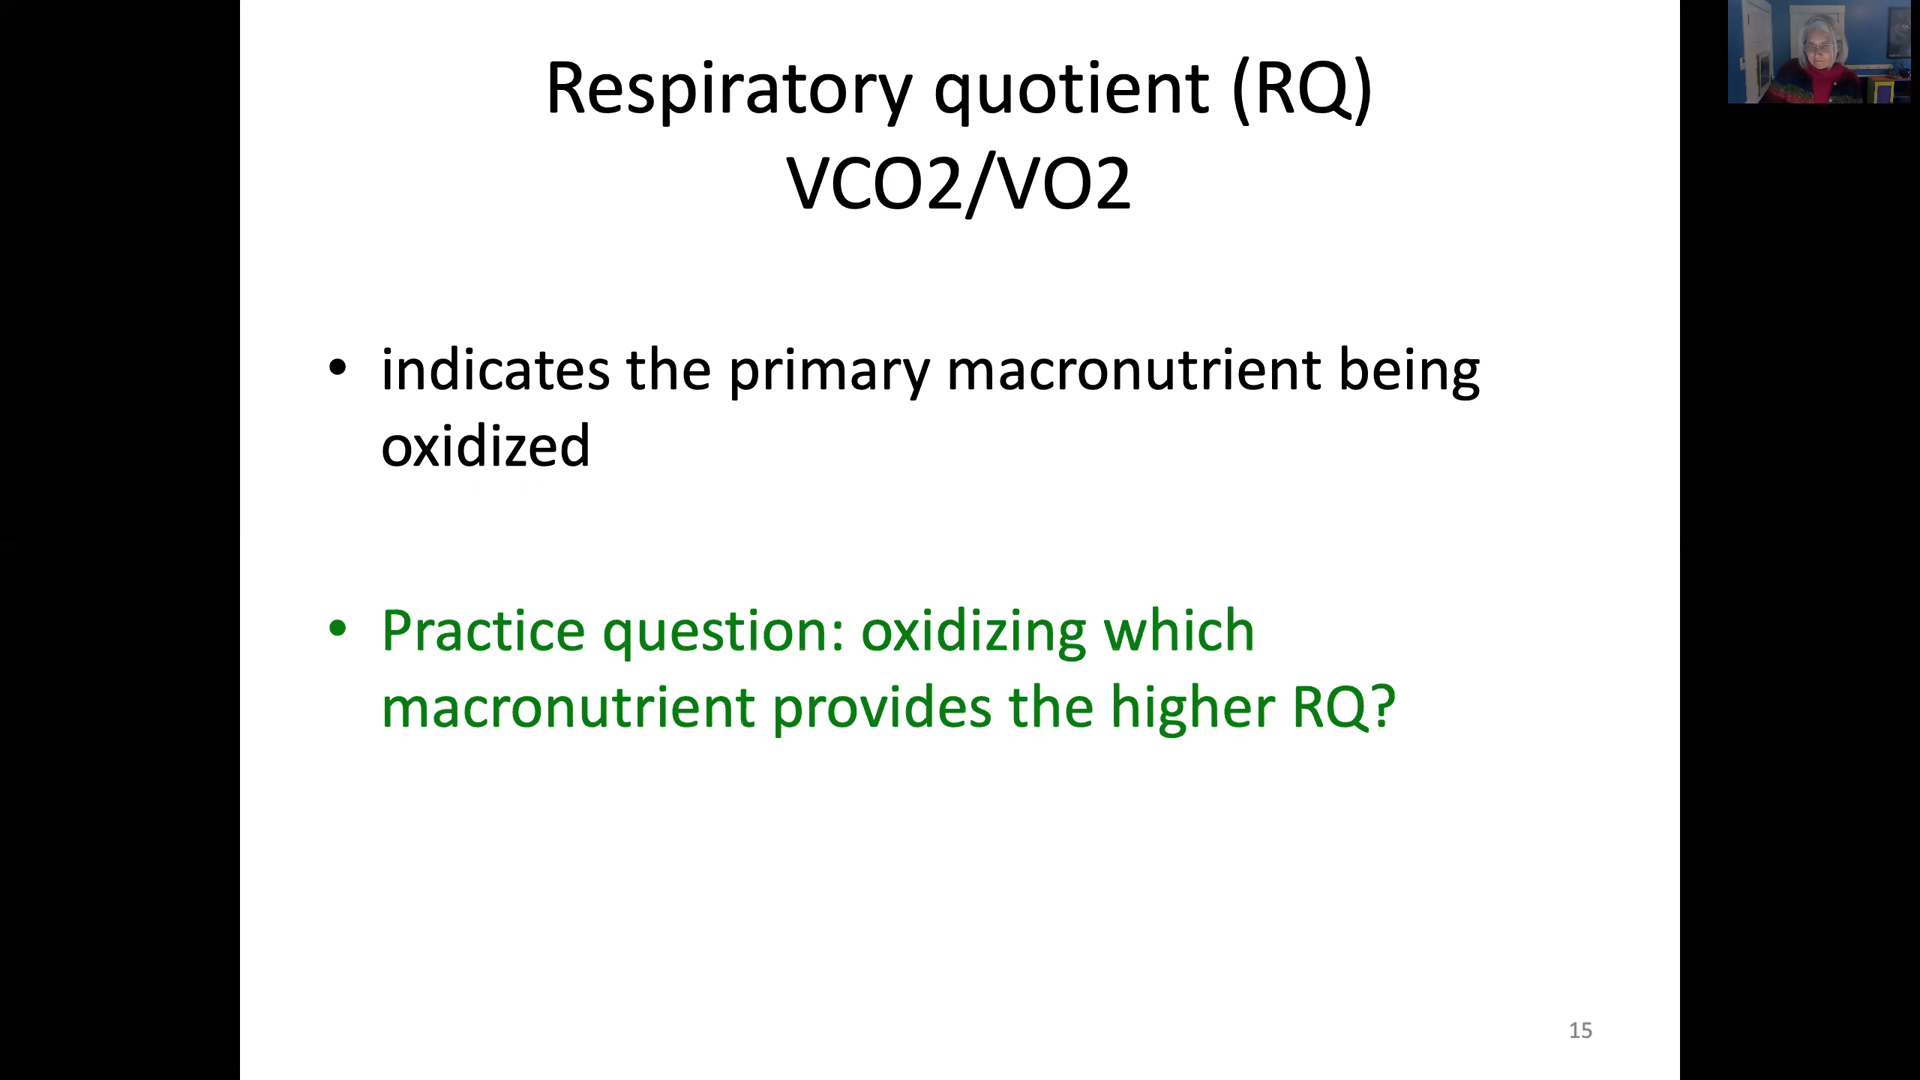 Respiratory quotient (RQ)
VCO2/VO2
• indicates the primary macronutrient being
oxidized
• Practice question: oxidizing which
macronutrient provides the higher RQ?
15